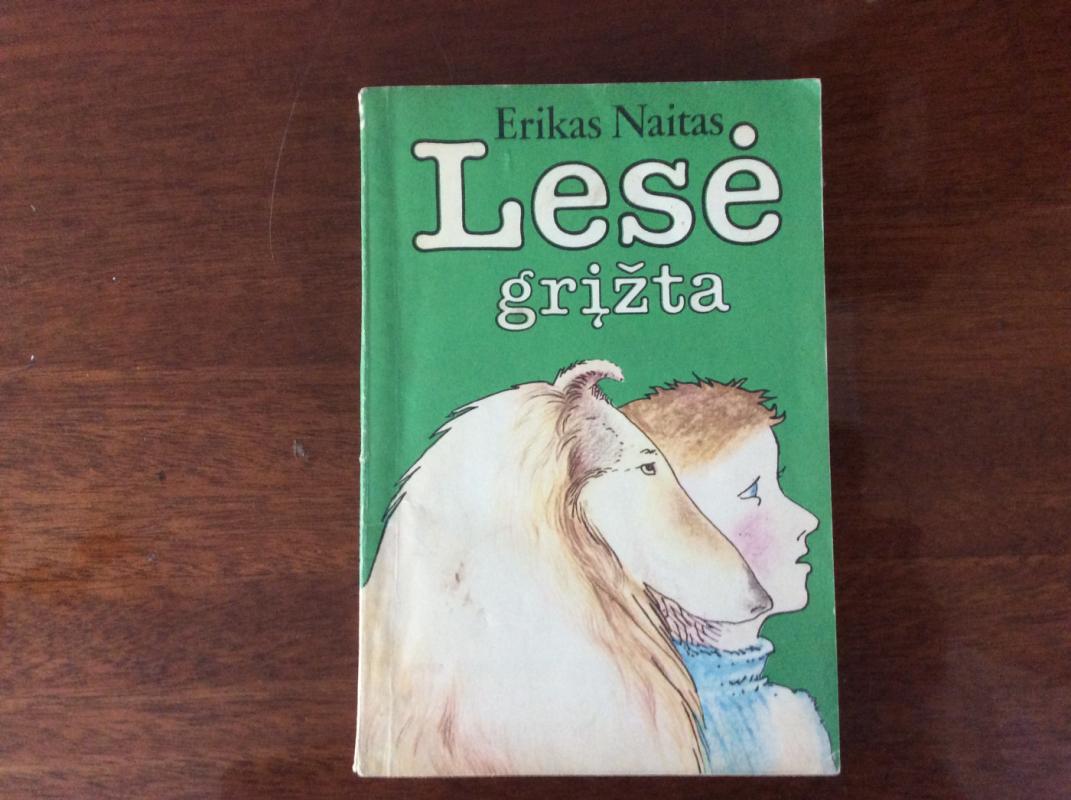 Erikas Naitas
Lesė
grįžta